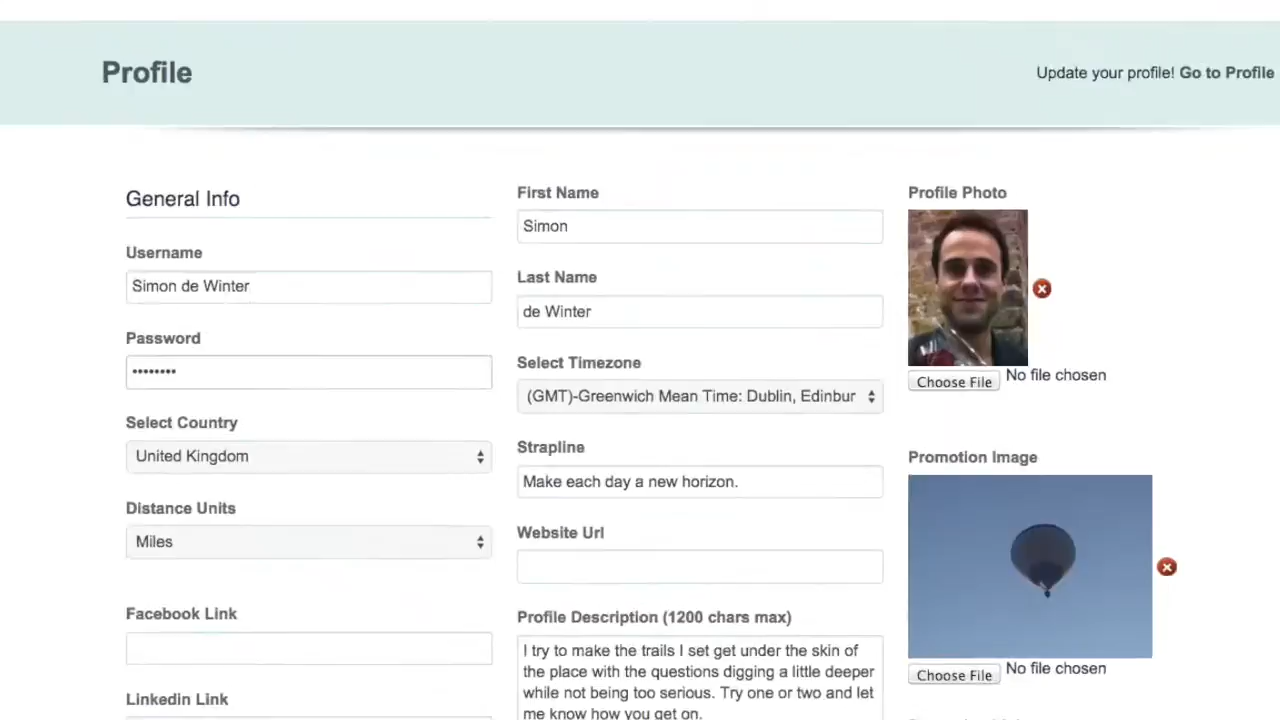 Profile
Update your profile! Go to Profile
General Info
Username
Simon de Winter
Password
••••••••
Select Country
United Kingdom
Distance Units
Miles
Facebook Link
Linkedin Link
First Name
Simon
Last Name
de Winter
Select Timezone
(GMT)-Greenwich Mean Time: Dublin, Edinbur
Strapline
Make each day a new horizon.
Website Url
Profile Description (1200 chars max)
I try to make the trails I set get under the skin of
the place with the questions digging a little deeper
while not being too serious. Try one or two and let
me know how you get on.
Profile Photo
Choose File No file chosen
Promotion Image
Choose File No file chosen